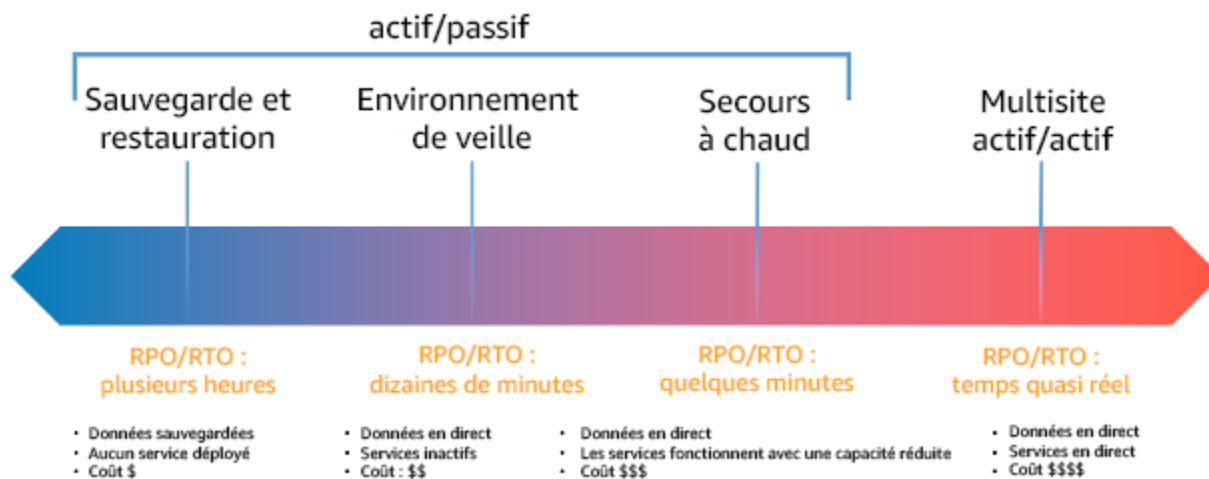 actif/passif
Sauvegarde et
restauration
Environnement
de veille
Secours
à chaud
Multisite
actif/actif
RPO/RTO :
plusieurs heures
RPO/RTO :
dizaines de minutes
RPO/RTO :
quelques minutes
RPO/RTO :
temps quasi réel
• Données sauvegardées
• Aucun service déployé
• Coût $
• Données en direct
• Services inactifs
• Coût : $$
• Données en direct
• Les services fonctionnent avec une capacité réduite
• Coût $$$
• Données en direct
• Services en direct
• Coût $$$$